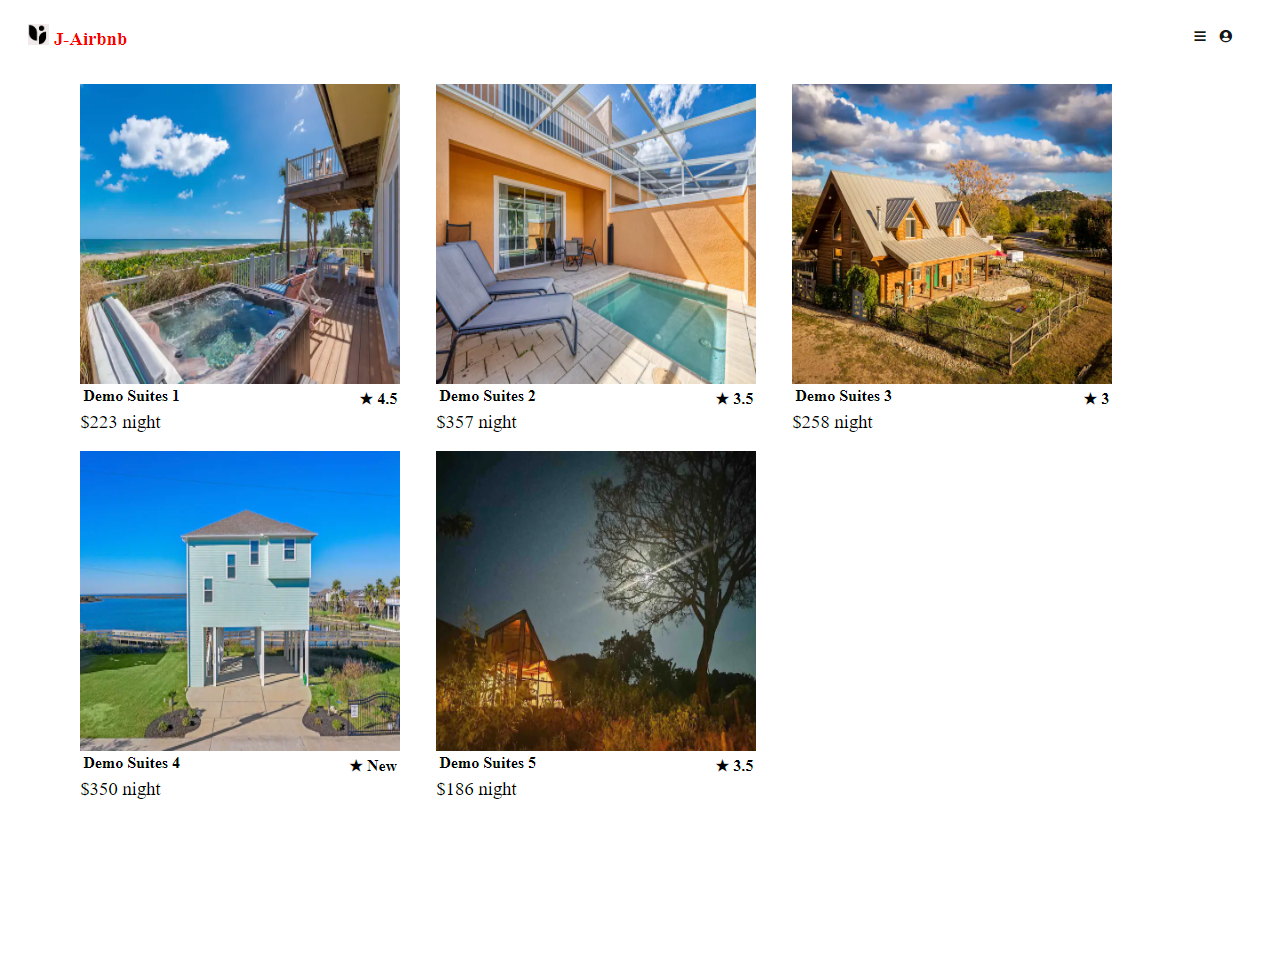 J-Airbnb
Demo Suites 1 ★ 4.5
$223 night
Demo Suites 2 ★ 3.5
$357 night
Demo Suites 3 ★ 3
$258 night
Demo Suites 4 ★ New
$350 night
Demo Suites 5 ★ 3.5
$186 night